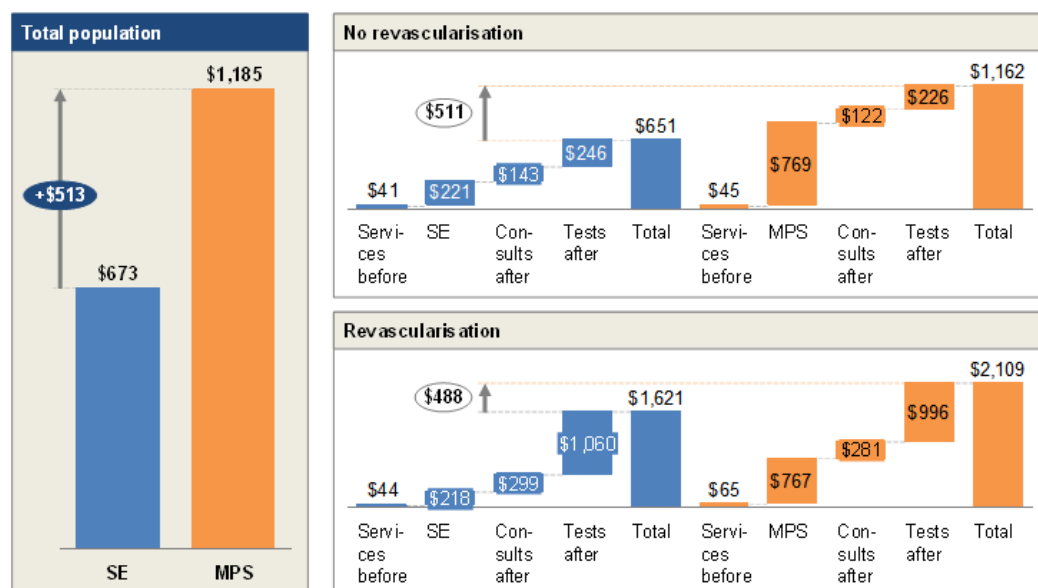 Total population
$1,185
+$513
$673
SE MPS
No revascularisation
$1,162
$511
$226
$651
$122
$246
$769
$143
$41 $221 $45
Servi- SE Con- Tests Total Servi- MPS Con- Tests Total
ces sults after ces sults after
before after before after
Revascularisation
$2,109
$488
$1,621
$996
$1,060
$281
$299
$767
$44 $218 $65
Servi- SE Con- Tests Total Servi- MPS Con- Tests Total
ces sults after ces sults after
before after before after